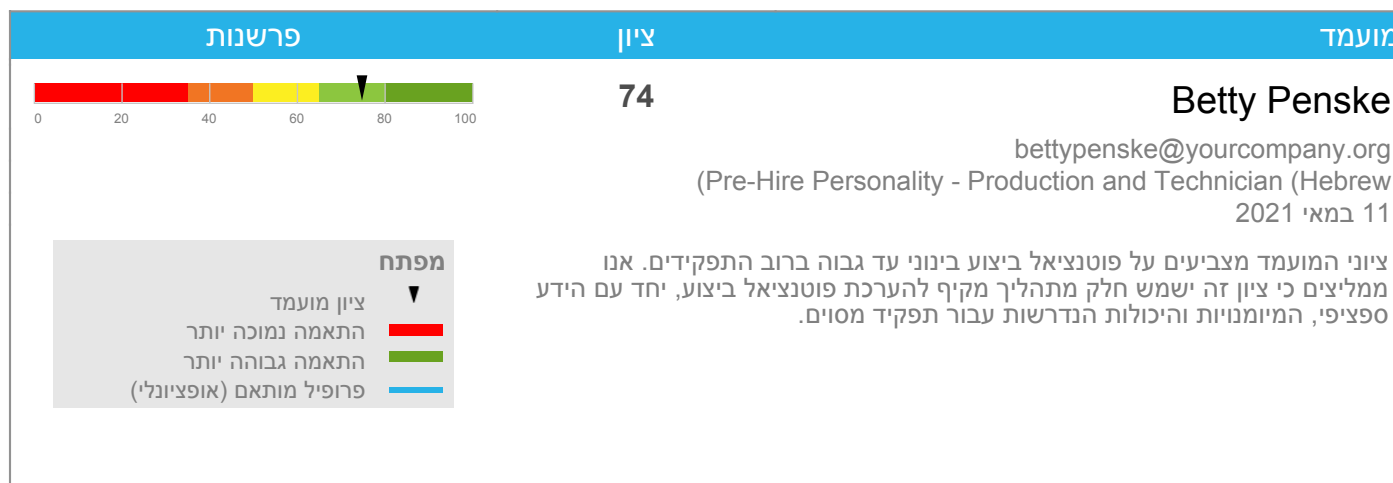 מועמד ציון פרשנות
Betty Penske 74
0 20 40 60 80 100
bettypenske@yourcompany.org
(Pre-Hire Personality - Production and Technician (Hebrew
11 במאי 2021
ציוני המועמד מצביעים על פוטנציאל ביצוע בינוני עד גבוה ברוב התפקידים. אנו
ממליצים כי ציון זה ישמש חלק מתהליך מקיף להערכת פוטנציאל ביצוע, יחד עם הידע
ספציפי, המיומנויות והיכולות הנדרשות עבור תפקיד מסוים.
מפתח
ציון מועמד
התאמה נמוכה יותר
התאמה גבוהה יותר
פרופיל מותאם (אופציונלי)